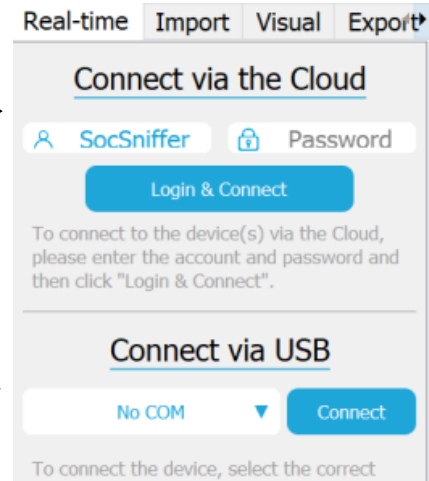 Real-time Import Visual Export
Connect via the Cloud
SocSniffer Password
Login & Connect
To connect to the device(s) via the Cloud,
please enter the account and password and
then click "Login & Connect".
Connect via USB
No COM Connect
To connect the device, select the correct